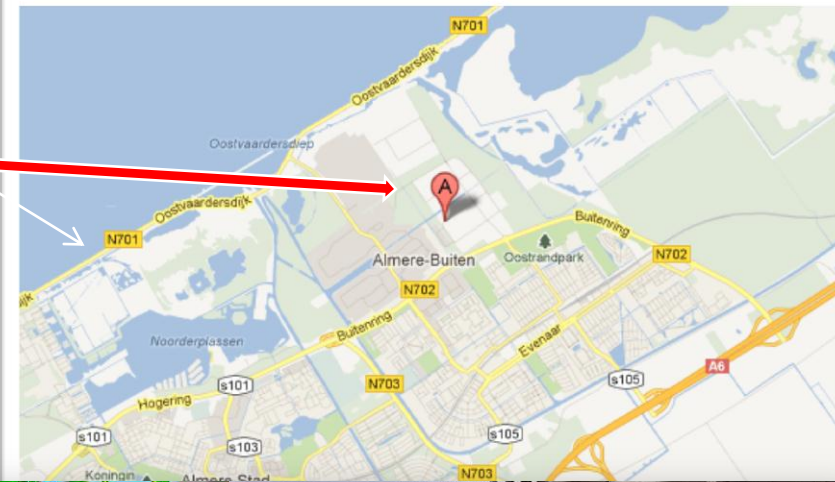 N701
Oostvaardersdijk
Oostvaardersdiep
A
Oostvaardersdijk
N701
Buitenring
Almere-Buiten
Oostrandpark
N702
N702
dijk
Buitenring
Noorderplassen
Evenaar
A6
s101
N703
s105
Hogering
s101
s103
s105
Koningin
Almere-Stad
N703